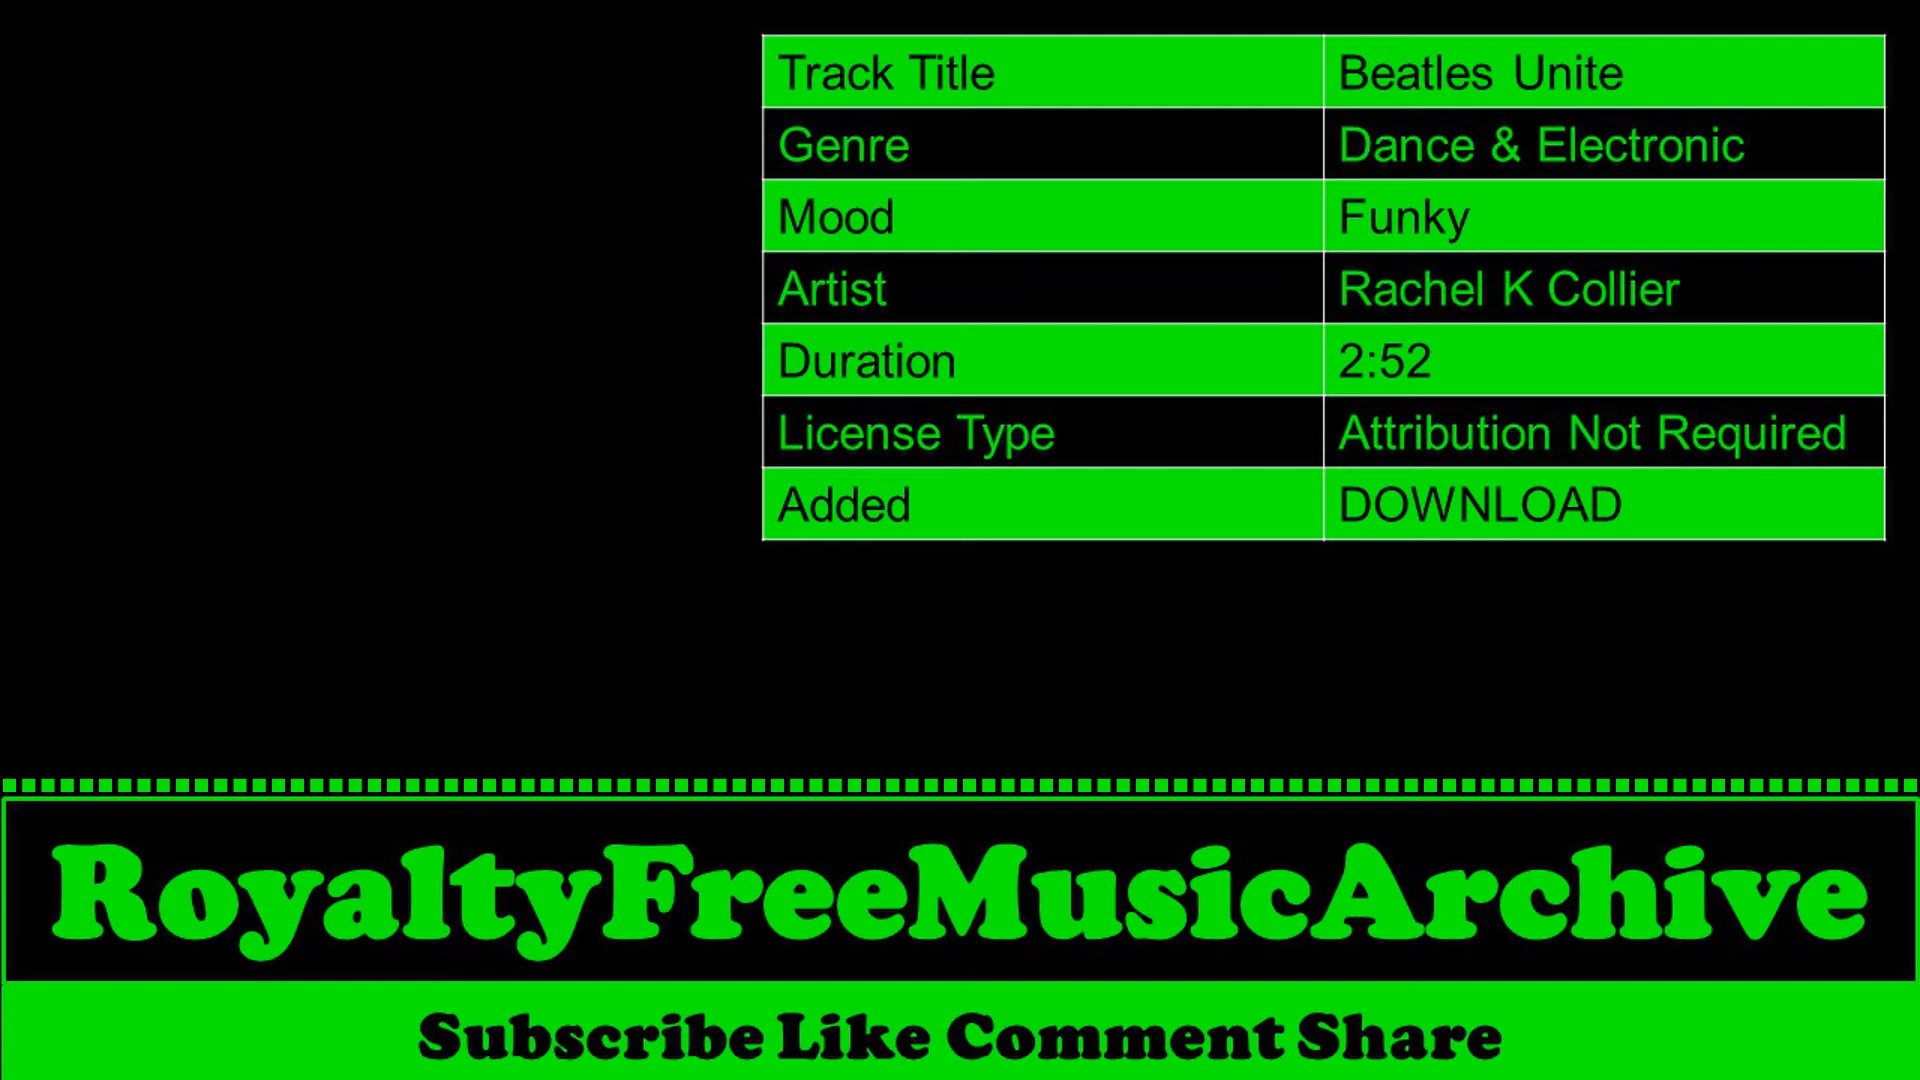 Track Title Beatles Unite
Genre Dance & Electronic
Mood Funky
Artist Rachel K Collier
Duration 2:52
License Type Attribution Not Required
Added DOWNLOAD
RoyaltyFreeMusicArchive
Subscribe Like Comment Share